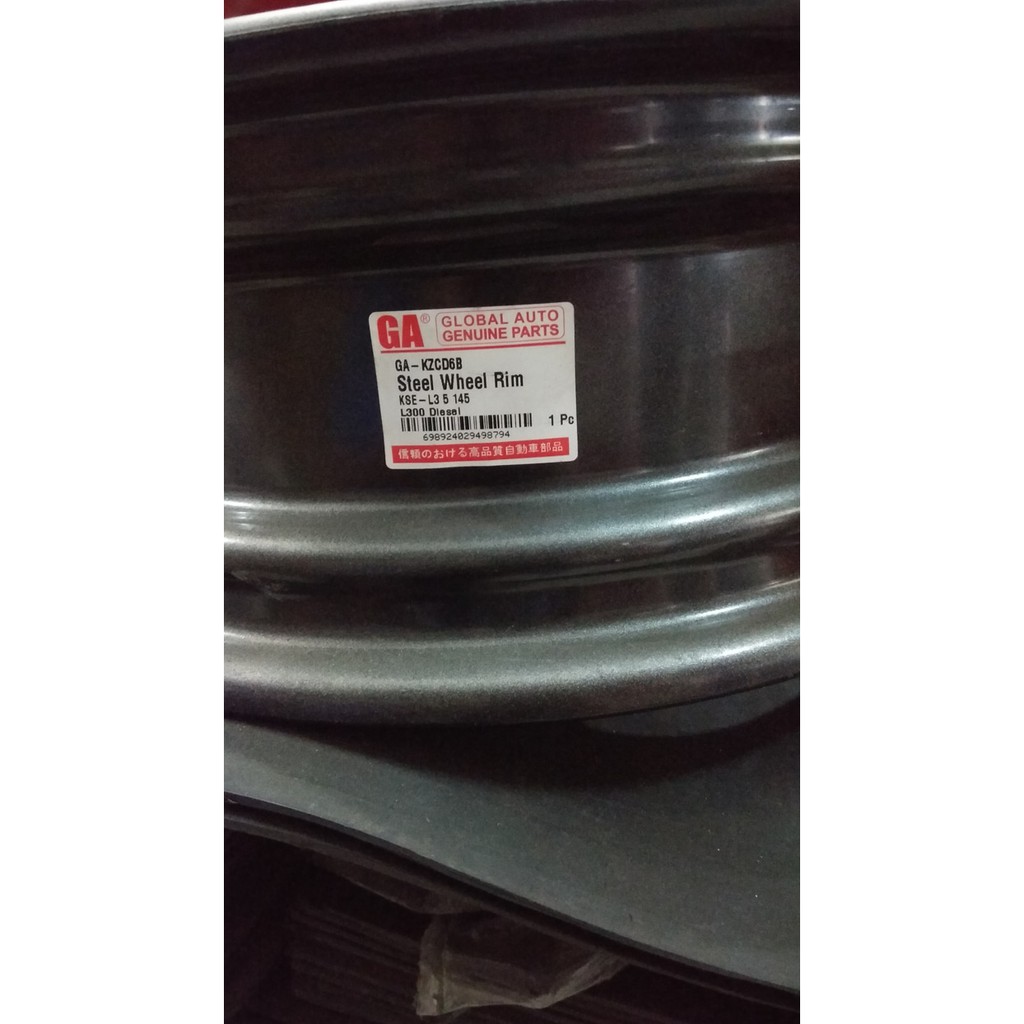 GA® GLOBAL AUTO
GENUINE PARTS
GA-KZCD6B
Steel Wheel Rim
KSE-L3 5 145
L300 Diesel
1 Pc
698924029498794
信頼のおける高品質自動車部品